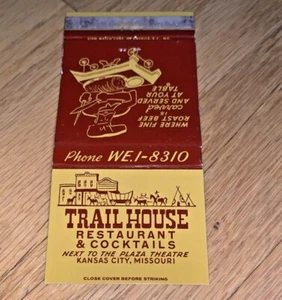 WHERE FINE
ROAST BEEF
is
carved
AND SERVED
AT YOUR
TABLE
Phone WE.1-8310
TRAIL HOUSE
RESTAURANT
& COCKTAILS
NEXT TO THE PLAZA THEATRE
KANSAS CITY, MISSOURI
CLOSE COVER BEFORE STRIKING